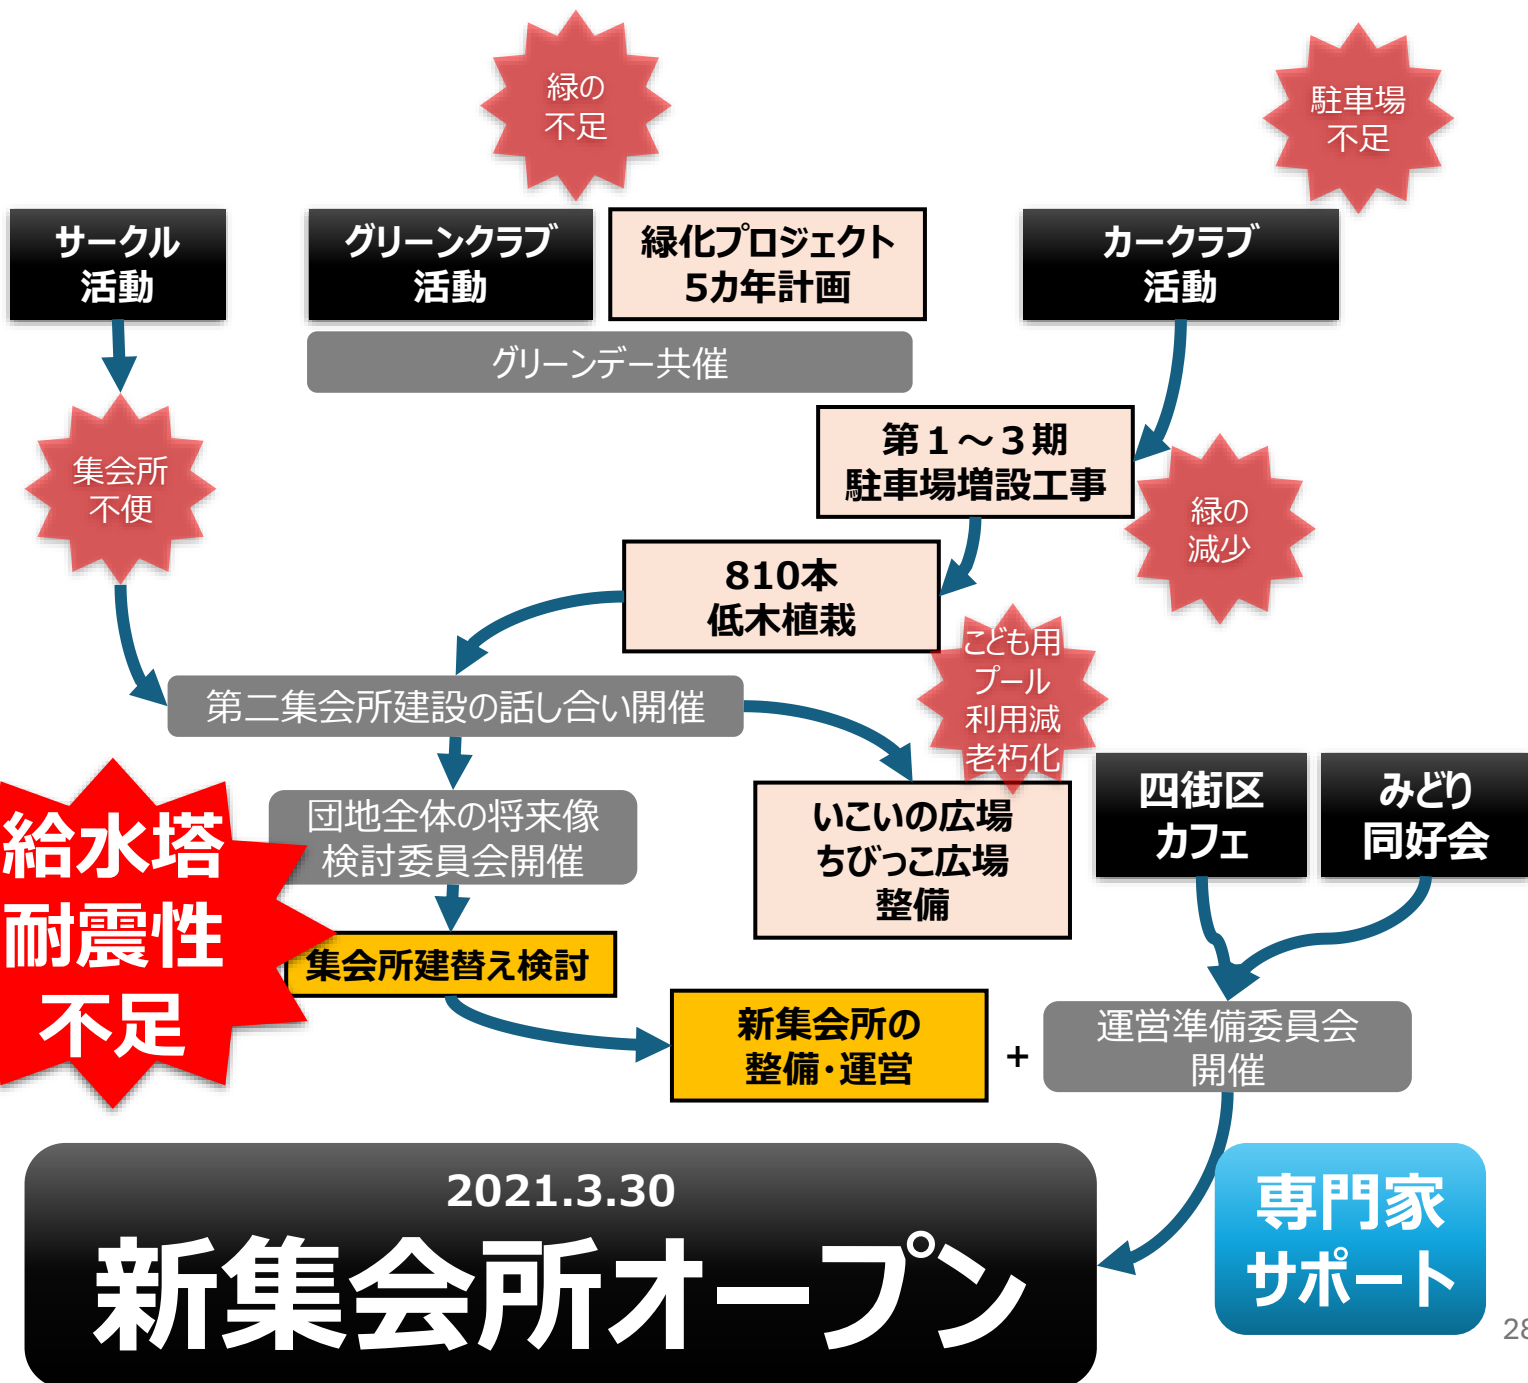 緑の
不足
駐車場
不足
サークル
活動
グリーンクラブ
活動
緑化プロジェクト
5カ年計画
カークラブ
活動
グリーンデー共催
第１～３期
駐車場増設工事
集会所
不便
緑の
減少
810本
低木植栽
こども用
プール
利用減
老朽化
第二集会所建設の話し合い開催
団地全体の将来像
検討委員会開催
いこいの広場
ちびっこ広場
整備
四街区
カフェ
みどり
同好会
給水塔
耐震性
不足
集会所建替え検討
新集会所の
整備・運営
+
運営準備委員会
開催
2021.3.30
新集会所オープン
専門家
サポート
28